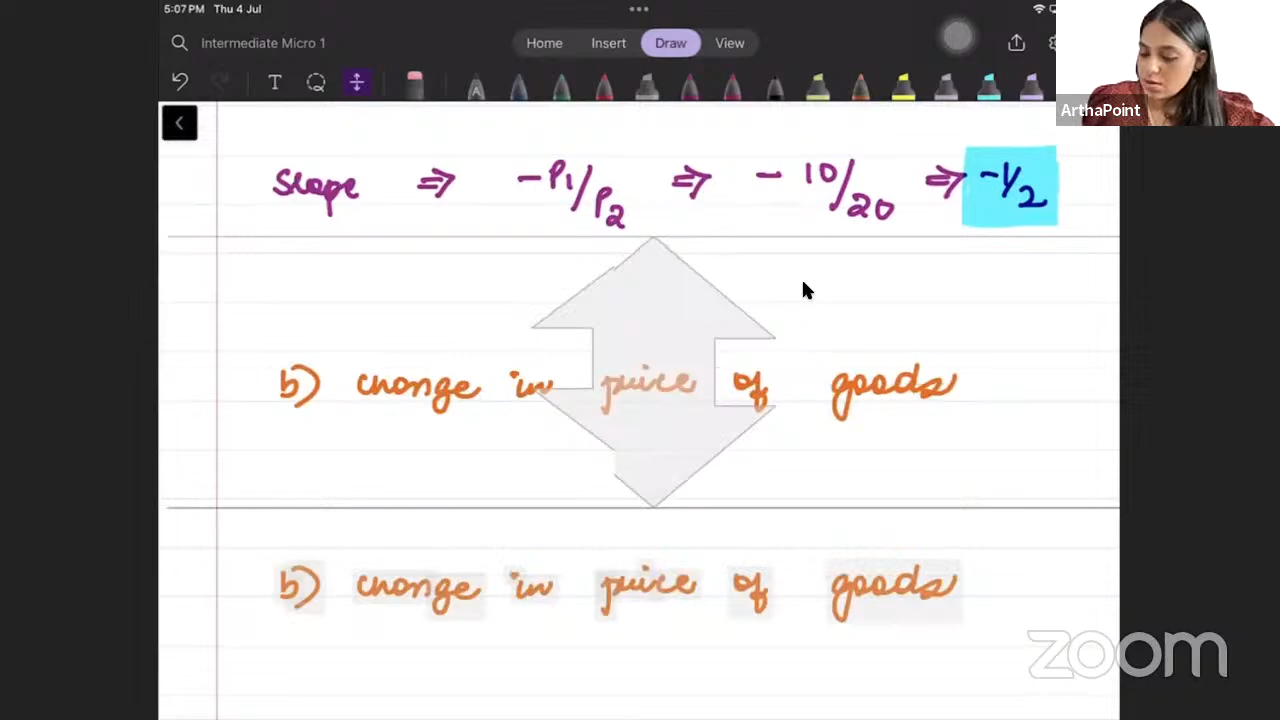 5:07 PM Thu 4 Jul
Intermediate Micro 1
Home Insert Draw View
T
A
ArthaPoint
Slope ⇒ -P1/P2 ⇒ - 10/20 ⇒ -1/2
b) change in price of goods
b) change in price of goods
zoom